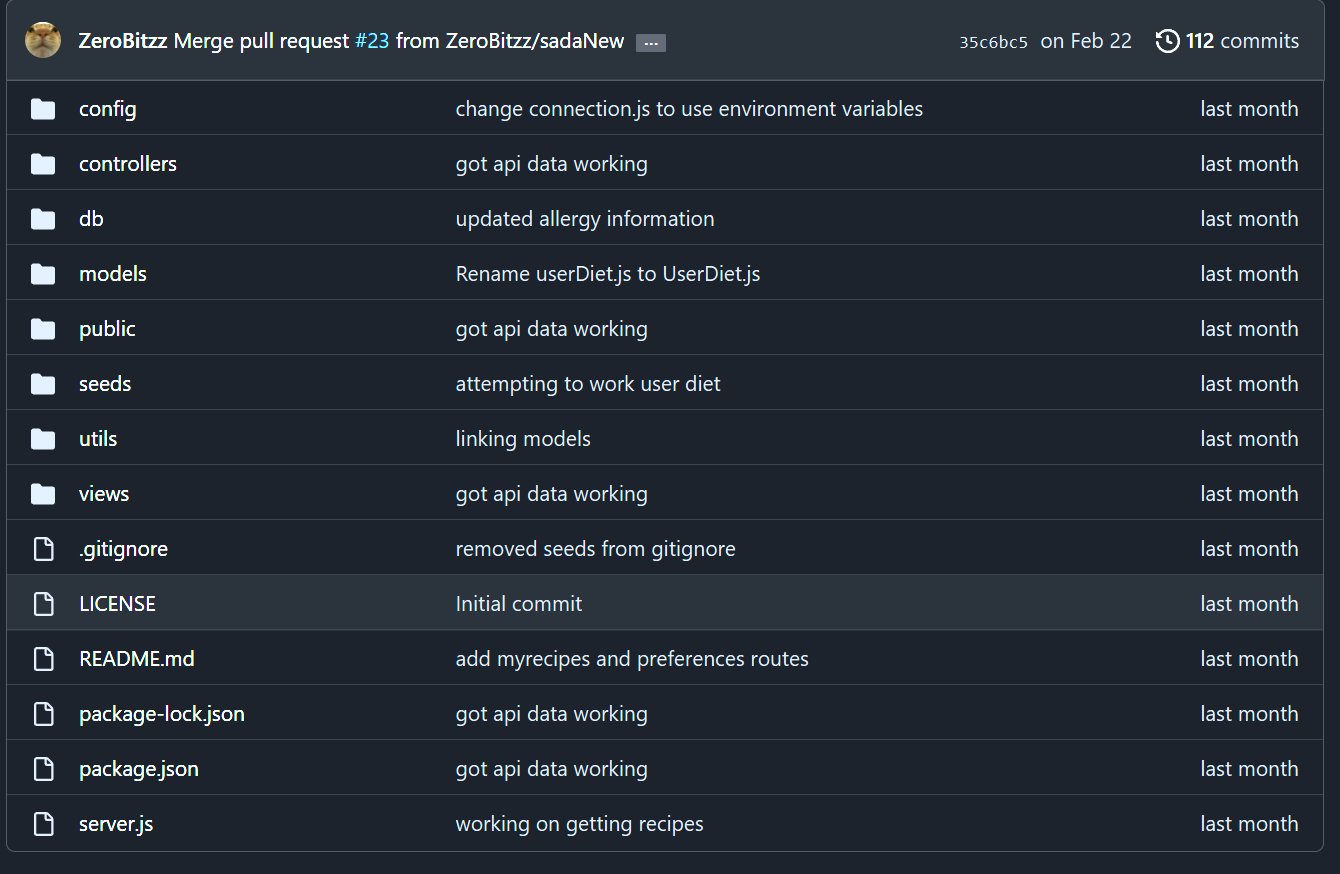 ZeroBitzz Merge pull request #23 from ZeroBitzz/sadaNew ... 35c6bc5 on Feb 22 112 commits
config change connection.js to use environment variables last month
controllers got api data working last month
db updated allergy information last month
models Rename userDiet.js to UserDiet.js last month
public got api data working last month
seeds attempting to work user diet last month
utils linking models last month
views got api data working last month
.gitignore removed seeds from gitignore last month
LICENSE Initial commit last month
README.md add myrecipes and preferences routes last month
package-lock.json got api data working last month
package.json got api data working last month
server.js working on getting recipes last month